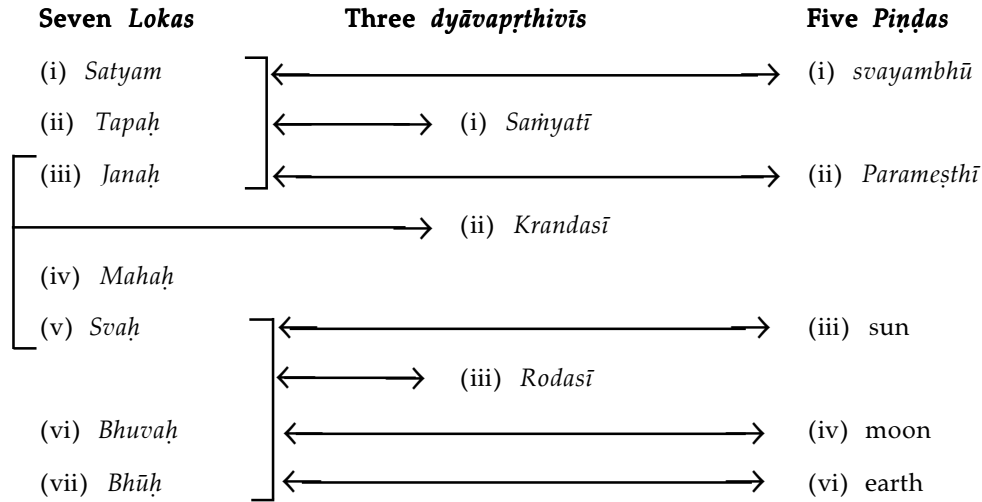 Seven Lokas Three dyāvapṛthivīs Five Piṇḍas
(i) Satyam (i) svayambhū
(ii) Tapaḥ (i) Saṁyatī
(iii) Janaḥ (ii) Parameṣthī
(ii) Krandasī
(iv) Mahaḥ
(v) Svaḥ (iii) sun
(iii) Rodasī
(vi) Bhuvaḥ (iv) moon
(vii) Bhūḥ (vi) earth